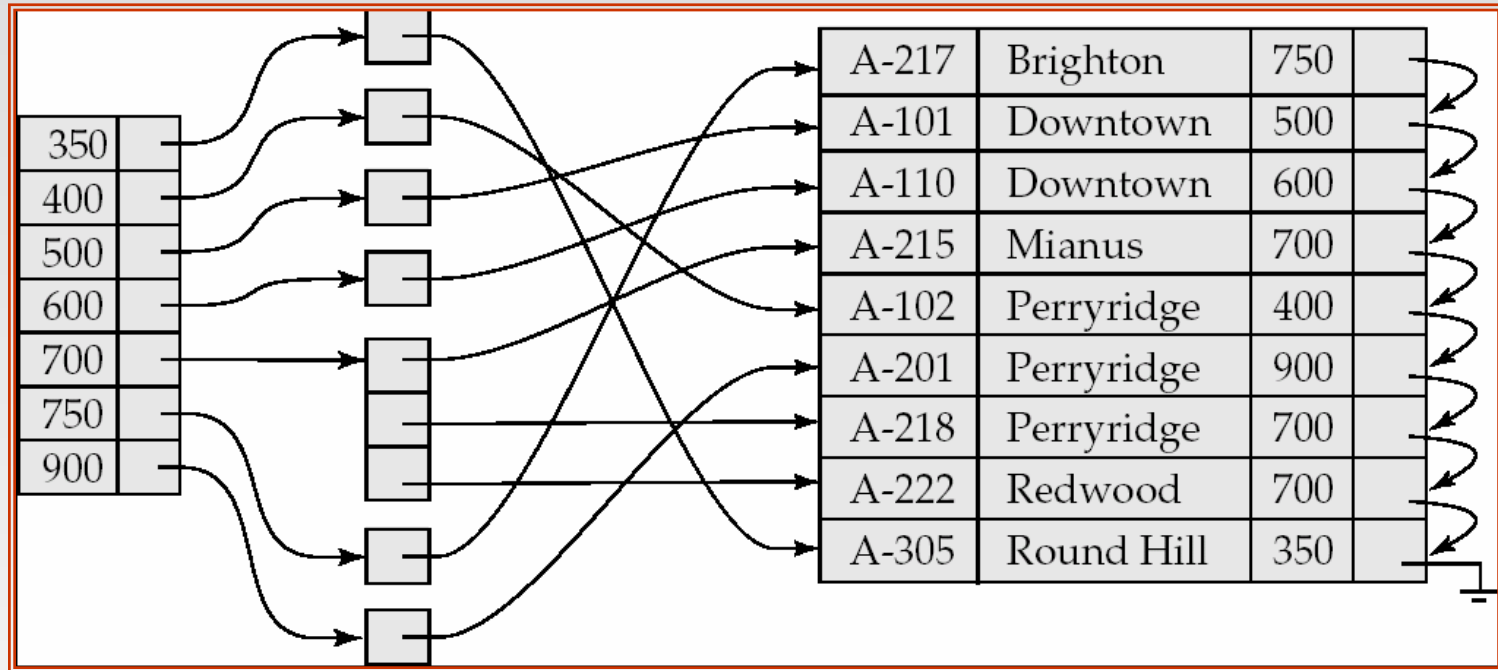 350
400
500
600
700
750
900
A-217 Brighton 750
A-101 Downtown 500
A-110 Downtown 600
A-215 Mianus 700
A-102 Perryridge 400
A-201 Perryridge 900
A-218 Perryridge 700
A-222 Redwood 700
A-305 Round Hill 350